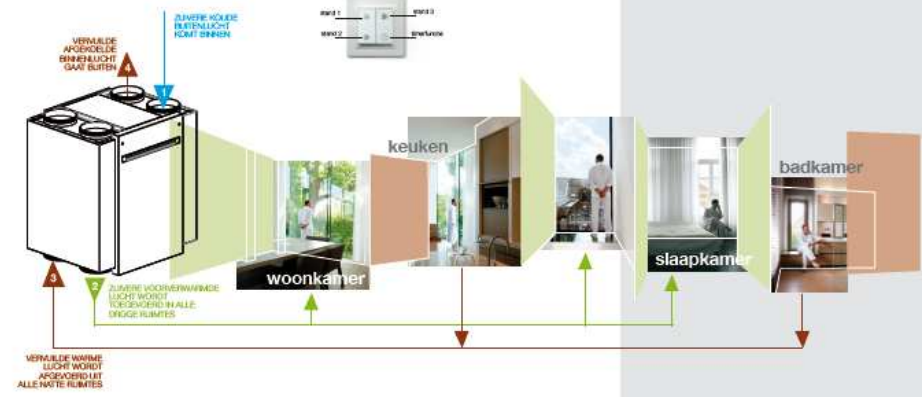 stand 1
stand 3
stand 2
timerfunctie
ZUIVERE KOUDE
BUITENLUCHT
KOMT BINNEN
VERVUILDE
AFGEKOELDE
BINNENLUCHT
GAAT BUITEN
4
1
keuken
badkamer
woonkamer
slaapkamer
3
2
ZUIVERE VOORVERWARMDE
LUCHT WORDT
TOEGEVOERD IN ALLE
DROGE RUIMTES
VERVUILDE WARME
LUCHT WORDT
AFGEVOERD UIT
ALLE NATTE RUIMTES